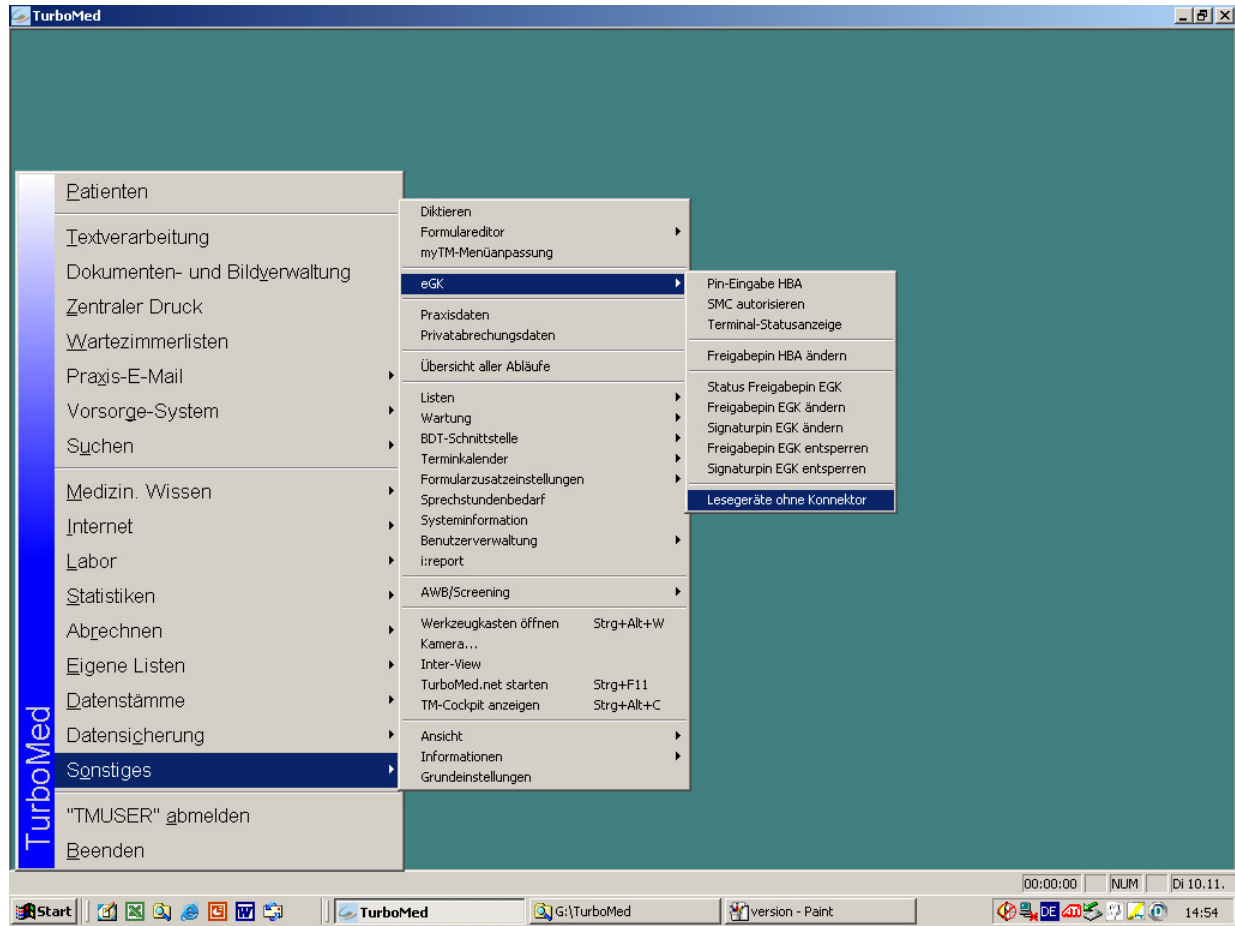 TurboMed
Patienten
Textverarbeitung
Dokumenten- und Bildverwaltung
Zentraler Druck
Wartezimmerlisten
Praxis-E-Mail
Vorsorge-System
Suchen
Medizin. Wissen
Internet
Labor
Statistiken
Abrechnen
Eigene Listen
Datenstämme
Datensicherung
Sonstiges
"TMUSER" abmelden
Beenden
TurboMed
Diktieren
Formulareditor
myTM-Menüanpassung
eGK
Praxisdaten
Privatabrechungsdaten
Übersicht aller Abläufe
Listen
Wartung
BDT-Schnittstelle
Terminkalender
Formularzusatzeinstellungen
Sprechstundenbedarf
Systeminformation
Benutzerverwaltung
i:report
AWB/Screening
Werkzeugkasten öffnen Strg+Alt+W
Kamera...
Inter-View
TurboMed.net starten Strg+F11
TM-Cockpit anzeigen Strg+Alt+C
Ansicht
Informationen
Grundeinstellungen
Pin-Eingabe HBA
SMC autorisieren
Terminal-Statusanzeige
Freigabepin HBA ändern
Status Freigabepin EGK
Freigabepin EGK ändern
Signaturpin EGK ändern
Freigabepin EGK entsperren
Signaturpin EGK entsperren
Lesegeräte ohne Konnektor
00:00:00 NUM Di 10.11.
Start TurboMed G:\TurboMed version - Paint DE 14:54